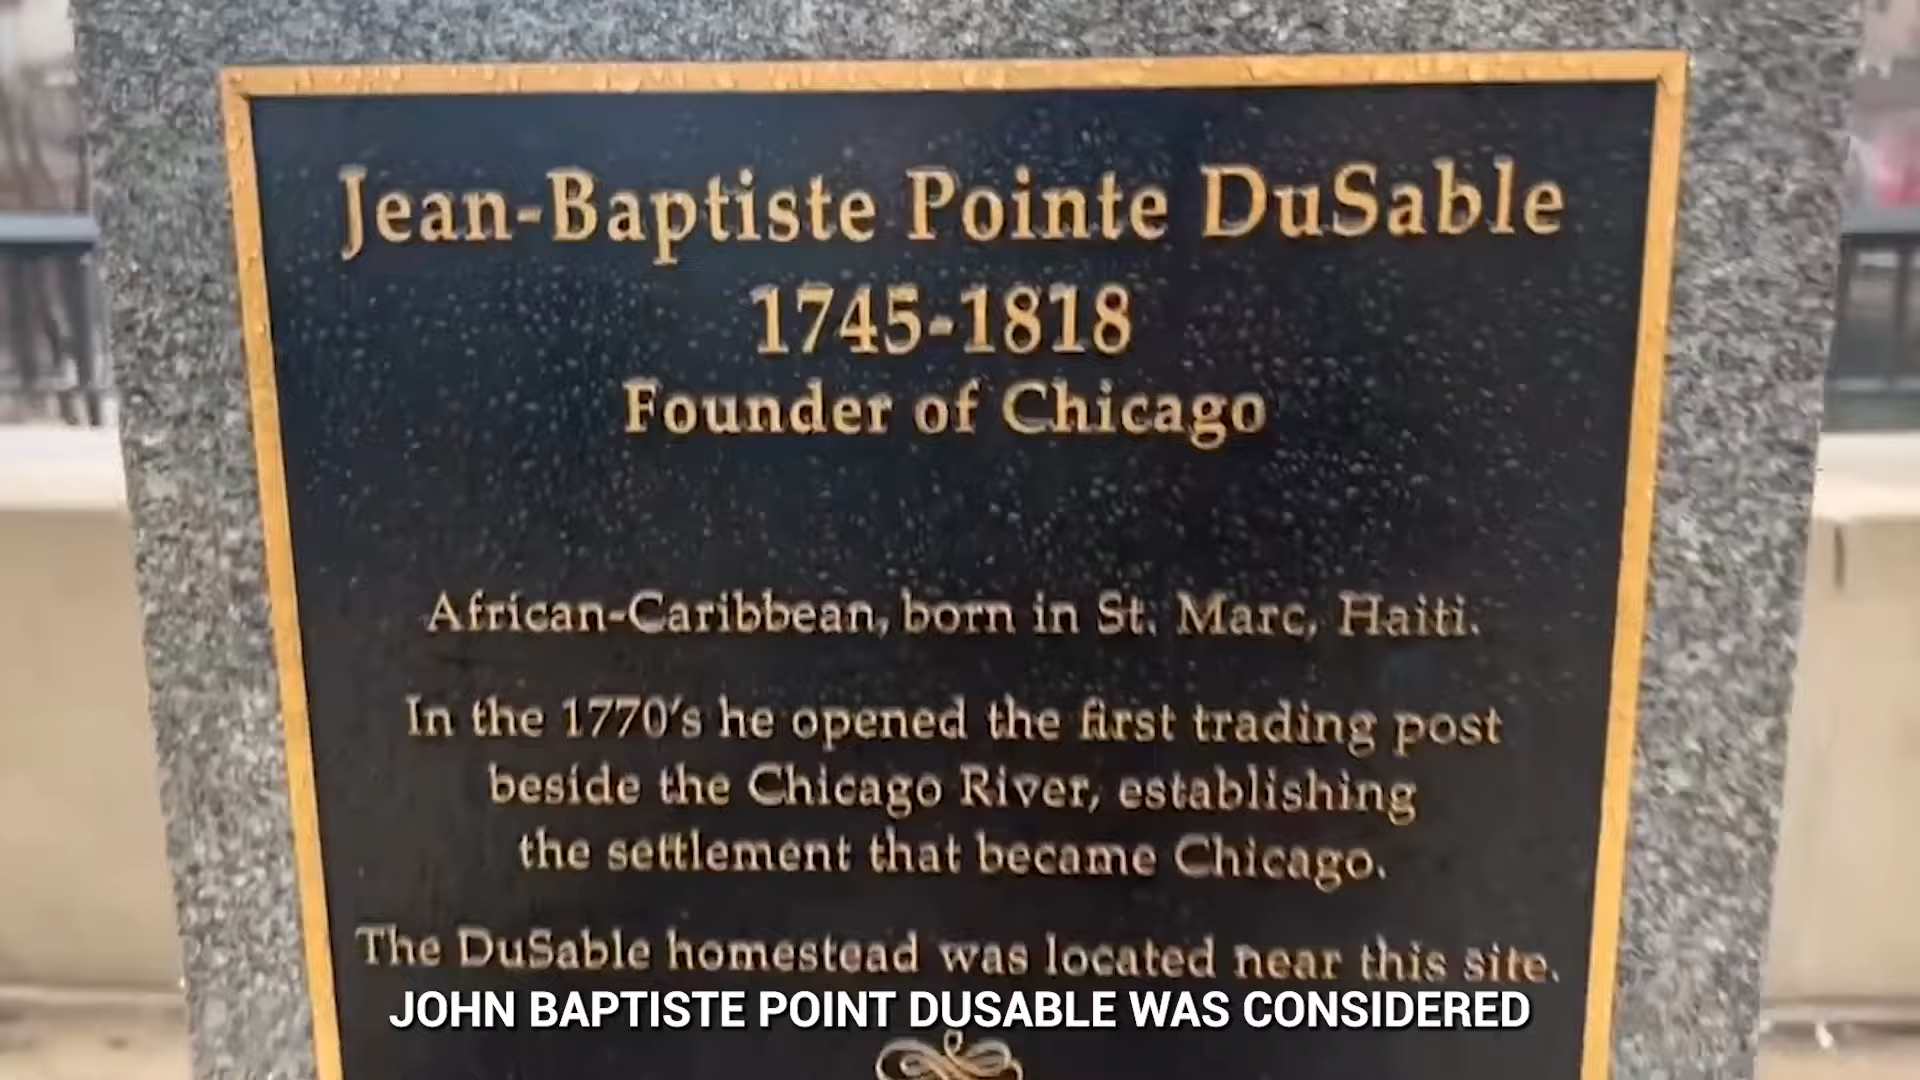 Jean-Baptiste Pointe DuSable
1745-1818
Founder of Chicago
African-Caribbean, born in St. Marc, Haiti.
In the 1770's he opened the first trading post
beside the Chicago River, establishing
the settlement that became Chicago.
The DuSable homestead was located near this site.
JOHN BAPTISTE POINT DUSABLE WAS CONSIDERED